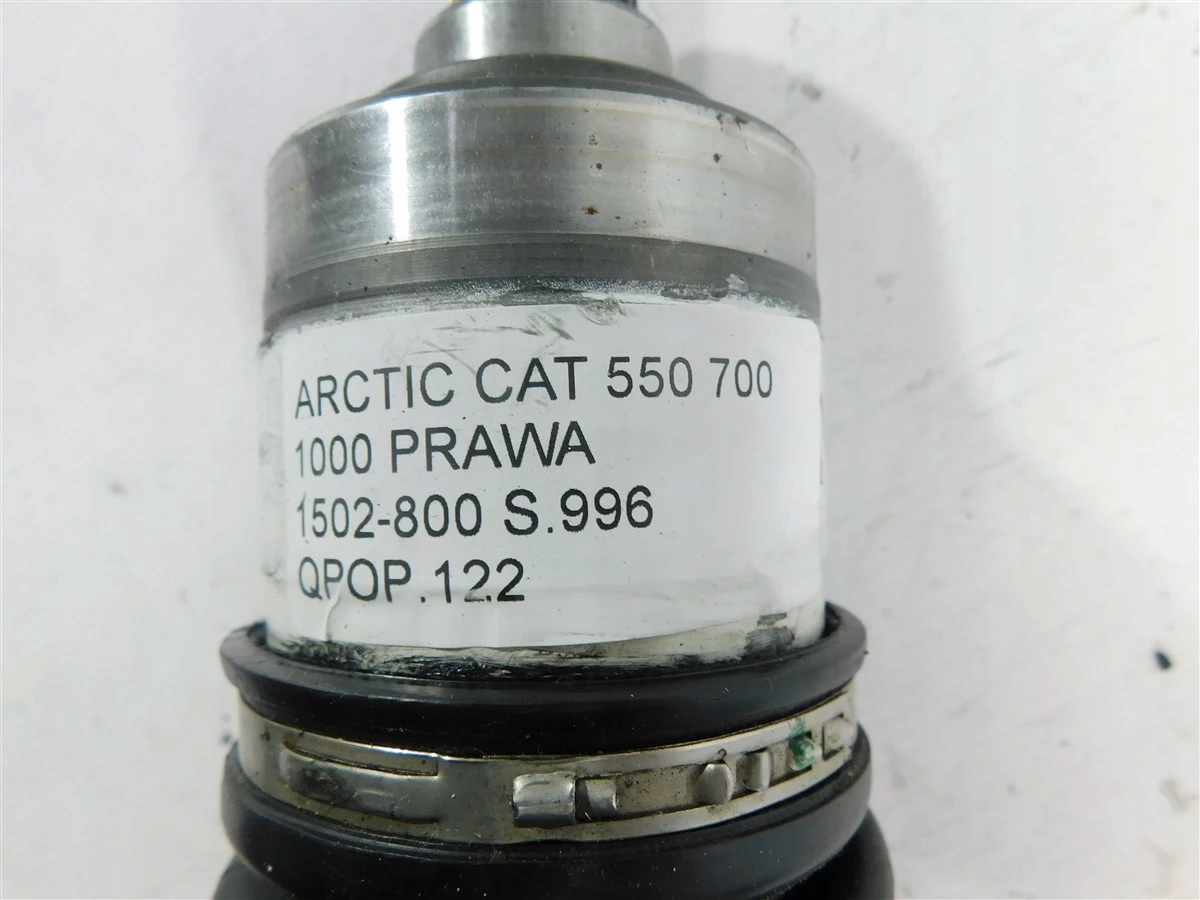 ARCTIC CAT 550 700
1000 PRAWA
1502-800 S.996
QPOP.122